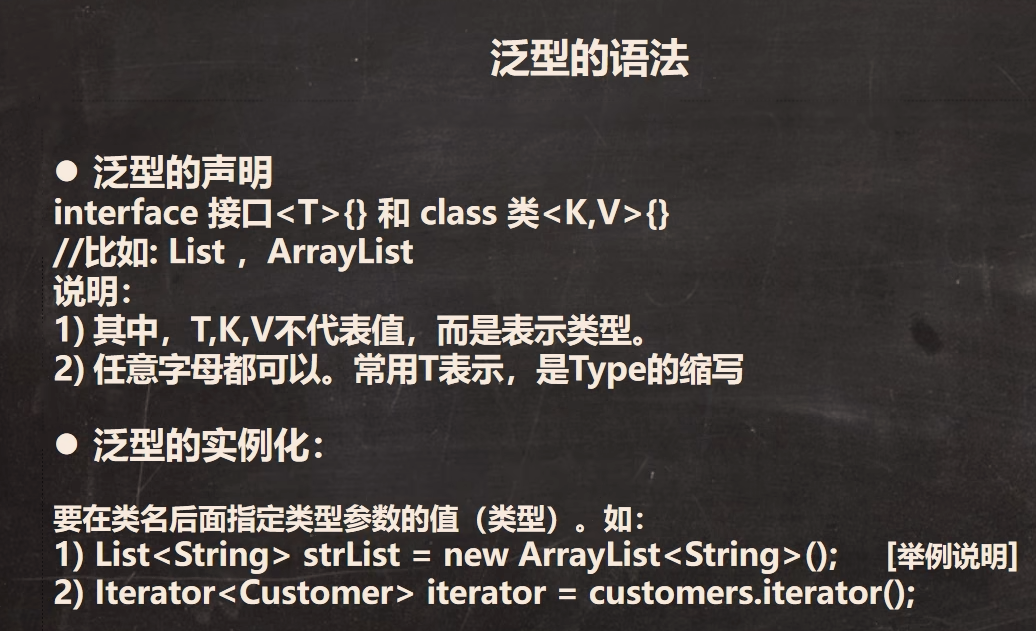 泛型的语法
● 泛型的声明
interface 接口<T>{} 和 class 类<K,V>{}
//比如: List ，ArrayList
说明：
1) 其中，T,K,V不代表值，而是表示类型。
2) 任意字母都可以。常用T表示，是Type的缩写
● 泛型的实例化：
要在类名后面指定类型参数的值（类型）。如：
1) List<String> strList = new ArrayList<String>(); [举例说明]
2) Iterator<Customer> iterator = customers.iterator();